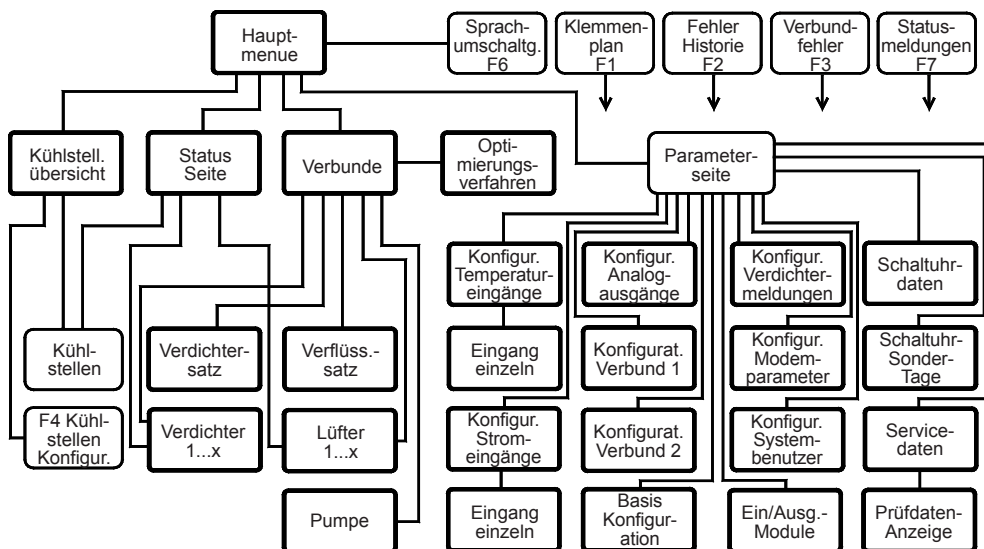 Haupt-
menue
Sprach-
umschaltg.
F6
Klemmen-
plan
F1
Fehler
Historie
F2
Verbund-
fehler
F3
Status-
meldungen
F7
Kühlstell.
übersicht
Status
Seite
Verbunde
Opti-
mierungs-
verfahren
Parameter-
seite
Konfigur.
Temperatur-
eingänge
Konfigur.
Analog-
ausgänge
Konfigur.
Verdichter-
meldungen
Schaltuhr-
daten
Kühl-
stellen
Verdichter-
satz
Verflüss.-
satz
Eingang
einzeln
Konfigurat.
Verbund 1
Konfigur.
Modem-
parameter
Schaltuhr-
Sonder-
Tage
F4 Kühl-
stellen
Konfigur.
Verdichter
1...x
Lüfter
1...x
Konfigur.
Strom-
eingänge
Konfigurat.
Verbund 2
Konfigur.
System-
benutzer
Service-
daten
Pumpe
Eingang
einzeln
Basis
Konfigur-
ation
Ein/Ausg.-
Module
Prüfdaten-
Anzeige